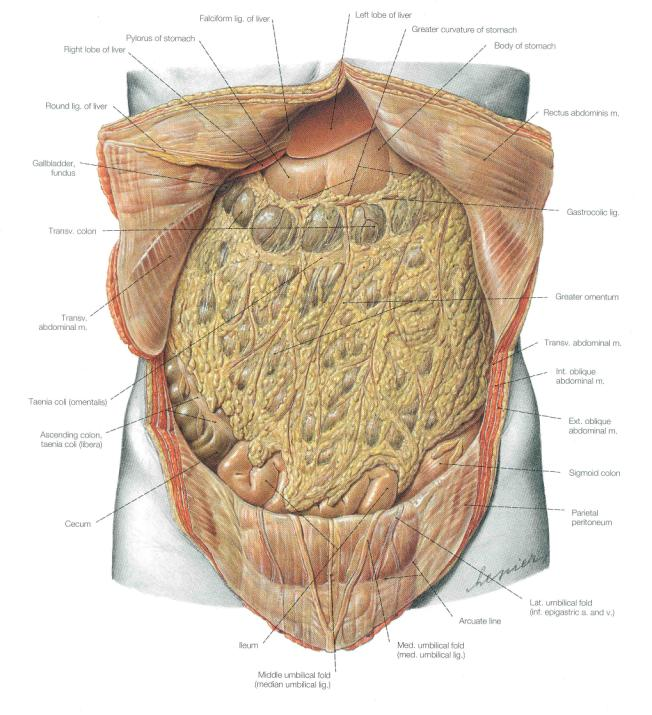 Falciform lig. of liver
Left lobe of liver
Pylorus of stomach
Greater curvature of stomach
Right lobe of liver
Body of stomach
Round lig. of liver
Rectus abdominis m.
Gallbladder,
fundus
Gastrocolic lig.
Transv. colon
Greater omentum
Transv.
abdominal m.
Transv. abdominal m.
Int. oblique
abdominal m.
Taenia coli (omentalis)
Ext. oblique
abdominal m.
Ascending colon,
taenia coli (libera)
Sigmoid colon
Cecum
Parietal
peritoneum
Lepier
Lat. umbilical fold
(inf. epigastric a. and v.)
Arcuate line
Ileum
Med. umbilical fold
(med. umbilical lig.)
Middle umbilical fold
(median umbilical lig.)